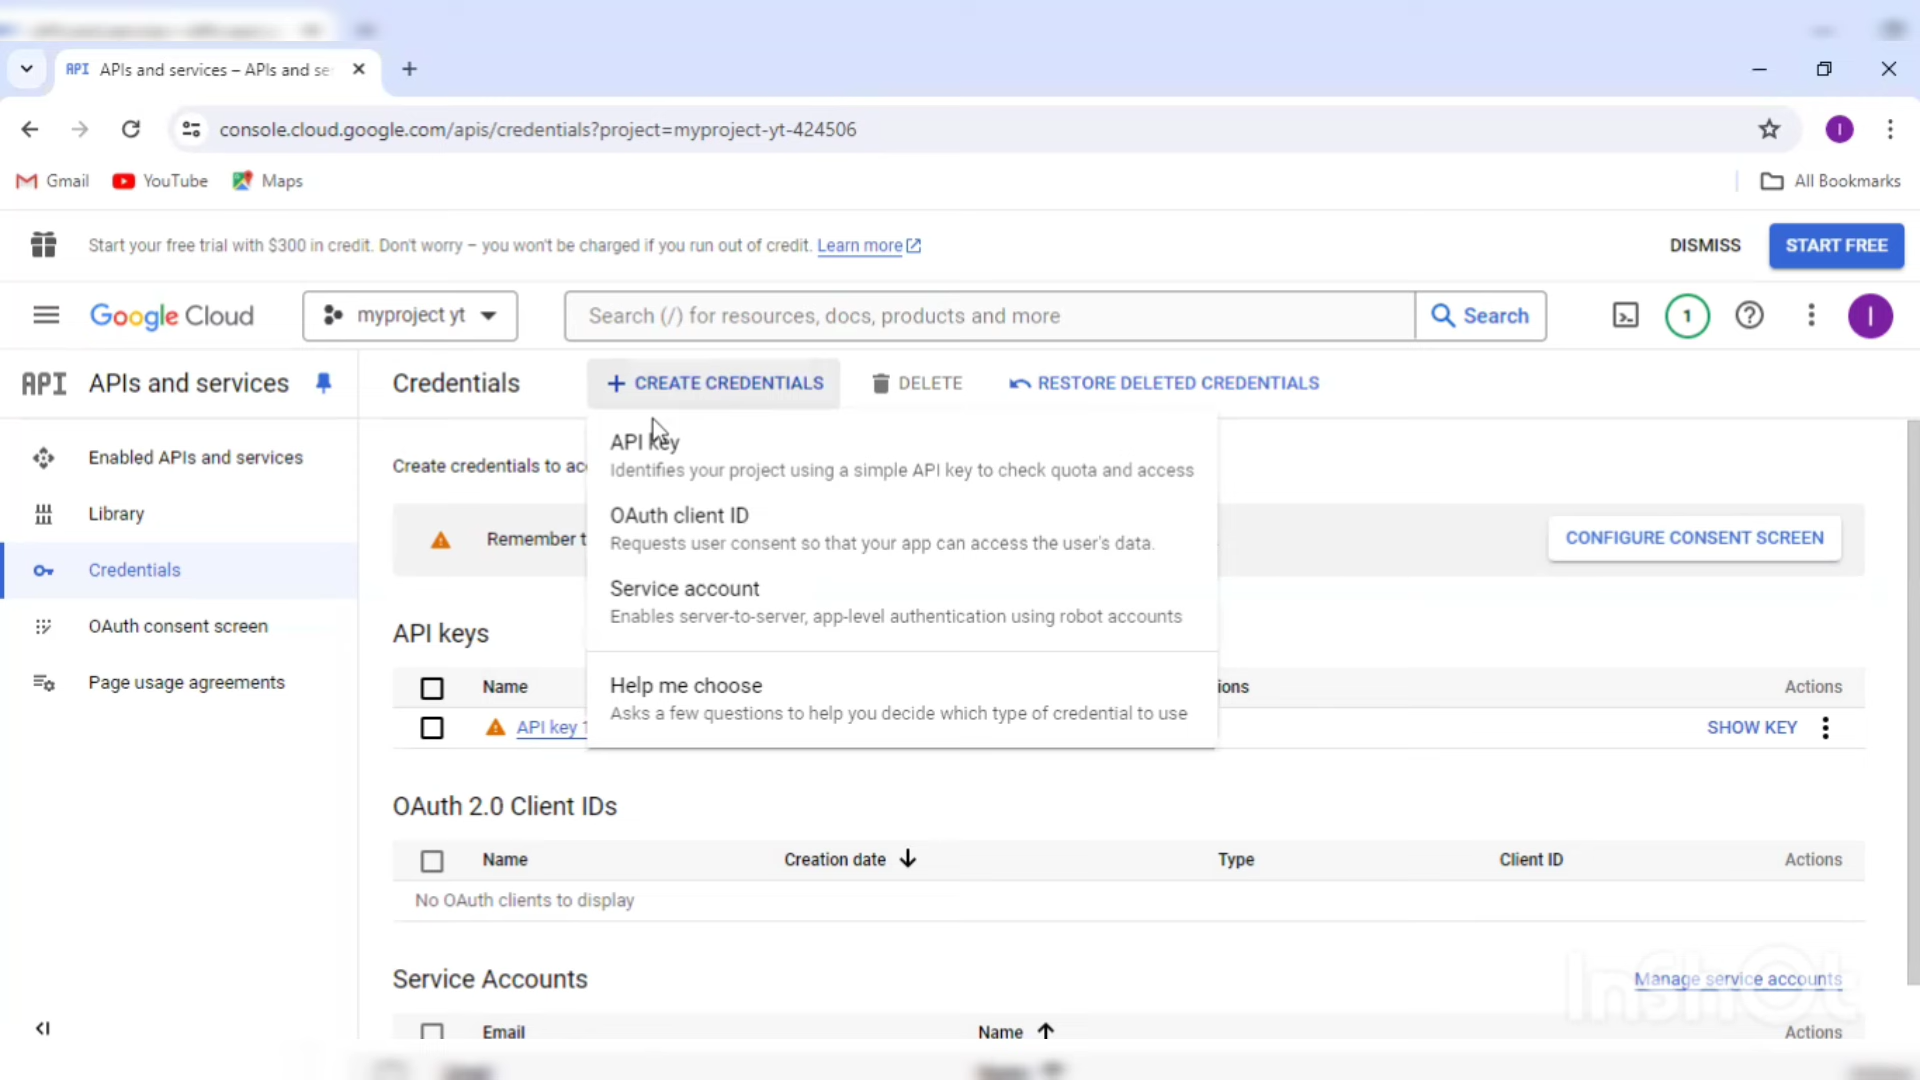 API APIs and services – APIs and ser
console.cloud.google.com/apis/credentials?project=myproject-yt-424506
Gmail YouTube Maps All Bookmarks
Start your free trial with $300 in credit. Don't worry – you won't be charged if you run out of credit. Learn more DISMISS START FREE
Google Cloud myproject yt Search (/) for resources, docs, products and more Search 1 I
API APIs and services Credentials + CREATE CREDENTIALS DELETE RESTORE DELETED CREDENTIALS
Enabled APIs and services
Library
Credentials
OAuth consent screen
Page usage agreements
Create credentials to ac
API key
Identifies your project using a simple API key to check quota and access
OAuth client ID
Requests user consent so that your app can access the user's data.
Service account
Enables server-to-server, app-level authentication using robot accounts
Help me choose
Asks a few questions to help you decide which type of credential to use
Remember t CONFIGURE CONSENT SCREEN
API keys
Name ions Actions
API key 1 SHOW KEY
OAuth 2.0 Client IDs
Name Creation date Type Client ID Actions
No OAuth clients to display
Service Accounts Manage service accounts
Email Name Actions
InShOt